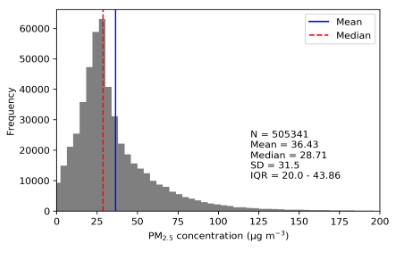 Mean
Median
60000
50000
40000
30000
20000
10000
0
Frequency
N = 505341
Mean = 36.43
Median = 28.71
SD = 31.5
IQR = 20.0 - 43.86
0 25 50 75 100 125 150 175 200
PM₂.₅ concentration (µg m⁻³)